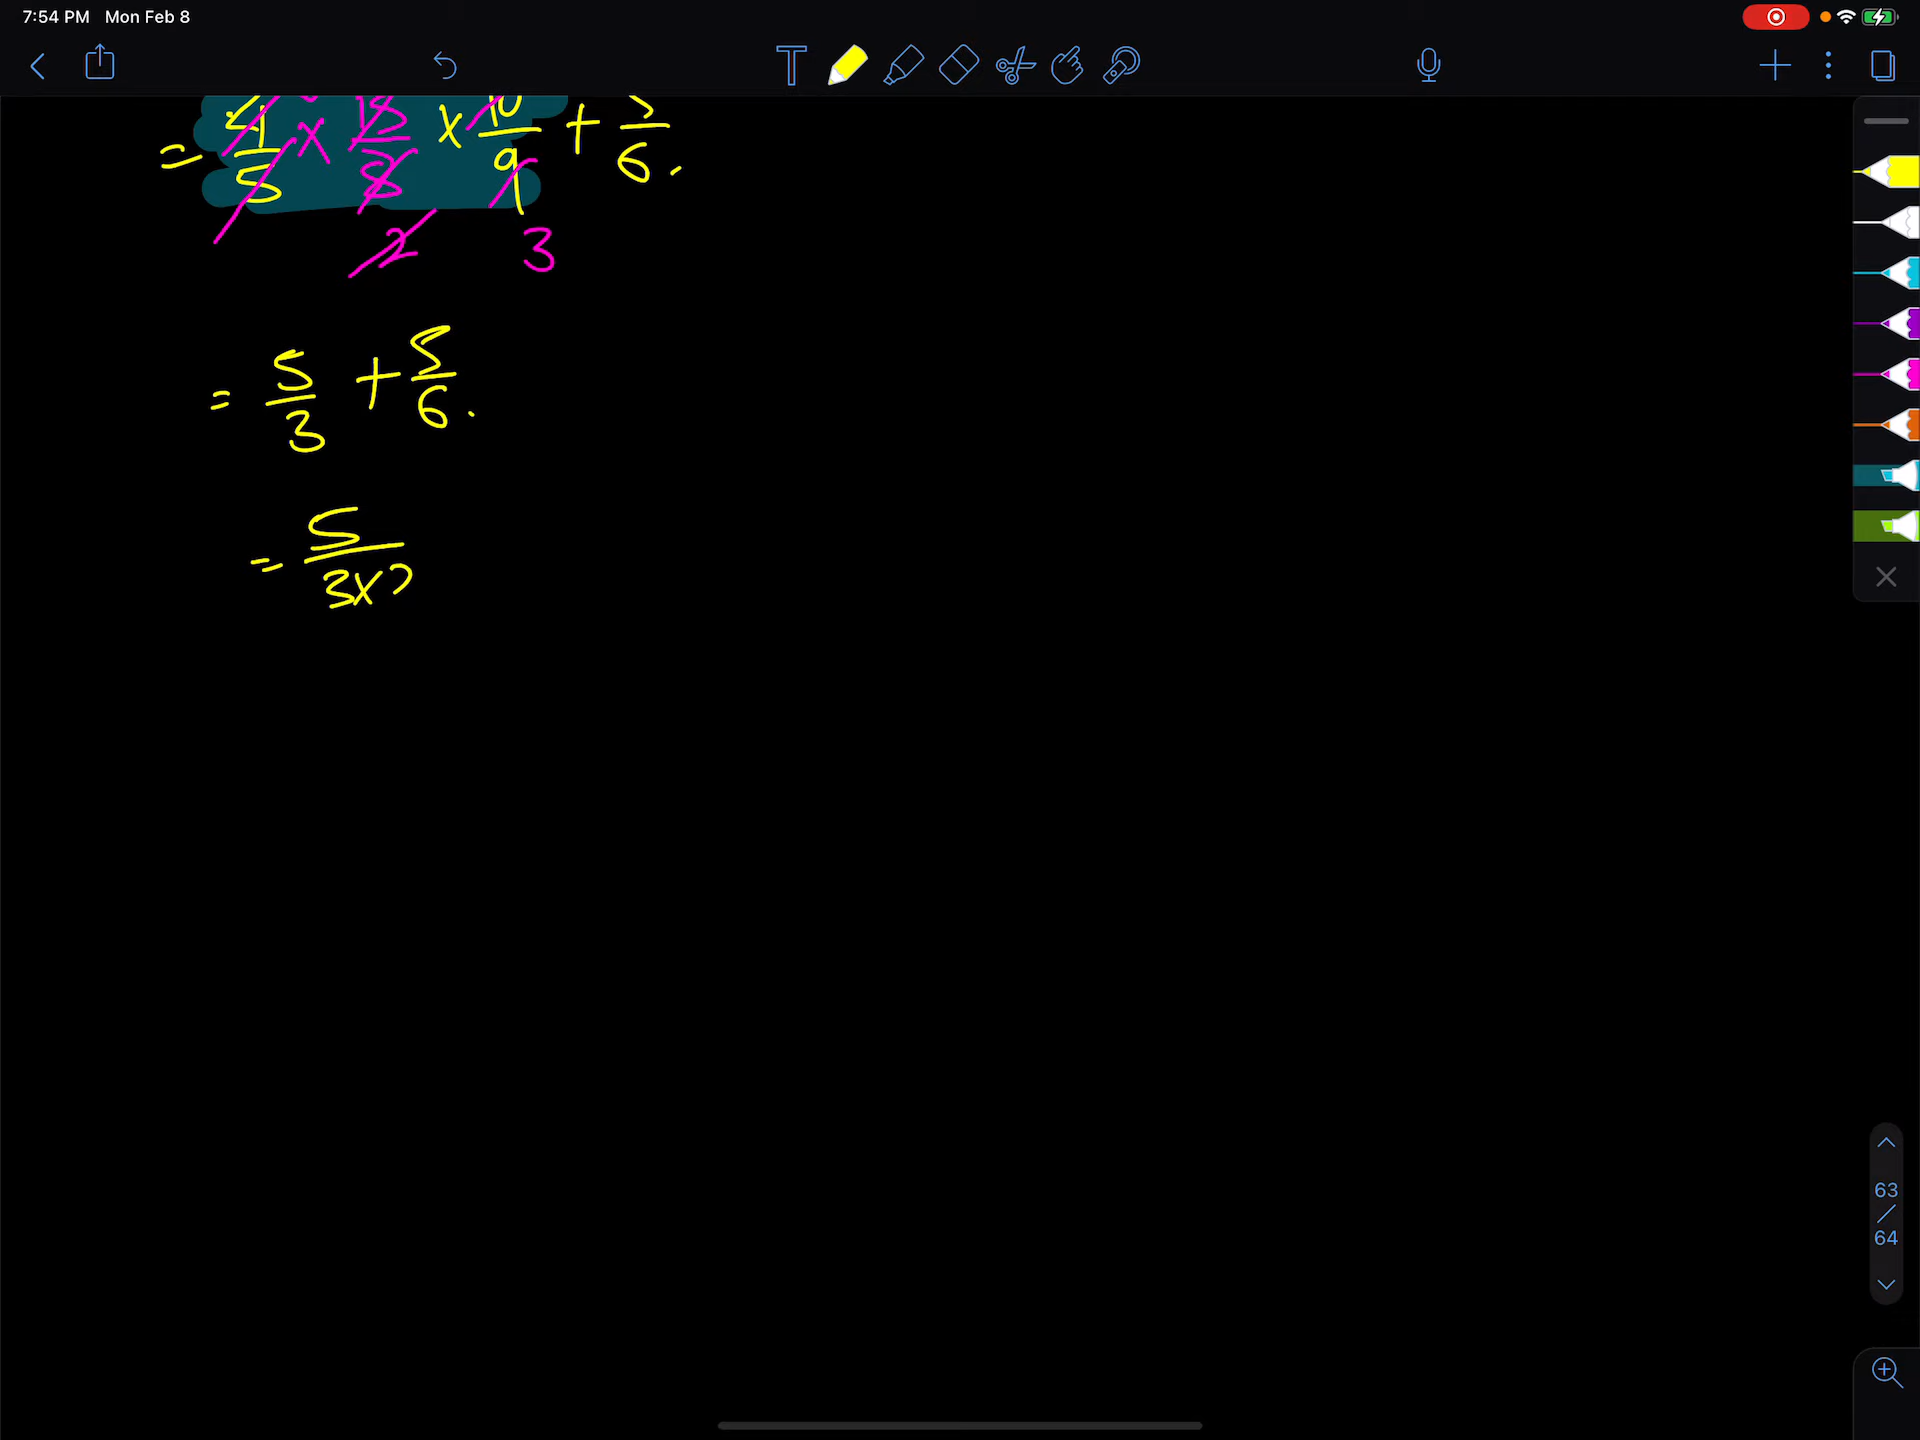 7:54 PM Mon Feb 8
T
= 4/5 × 15/8 × 10/9 + 5/6.
2 3
= 5/3 + 5/6.
= 5/3×2
63
/
64